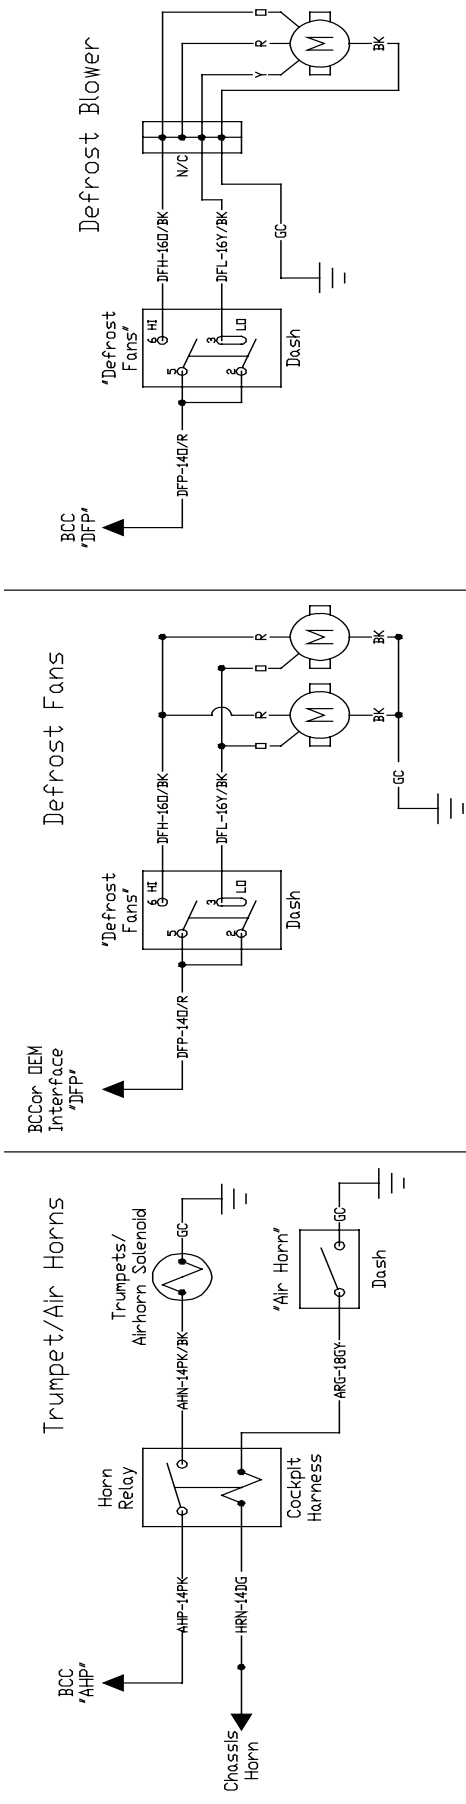 Trumpet/Air Horns
BCC
"AHP"
Chassis
Horn
AHP-14PK
HRN-14DG
Horn
Relay
Cockpit
Harness
AHN-14PK/BK
ARG-18GY
Trumpets/
Airhorn Solenoid
GC
"Air Horn"
GC
Dash
Defrost Fans
BCCor OEM
Interface
"DFP"
DFP-14O/R
"Defrost
Fans"
5
2
6 HI
3
LO
Dash
DFH-16O/BK
DFL-16Y/BK
O
R
M
BK
O
R
M
BK
GC
Defrost Blower
BCC
"DFP"
DFP-14O/R
"Defrost
Fans"
5
2
6 HI
3
LO
Dash
DFH-16O/BK
DFL-16Y/BK
N/C
GC
O
R
Y
M
BK